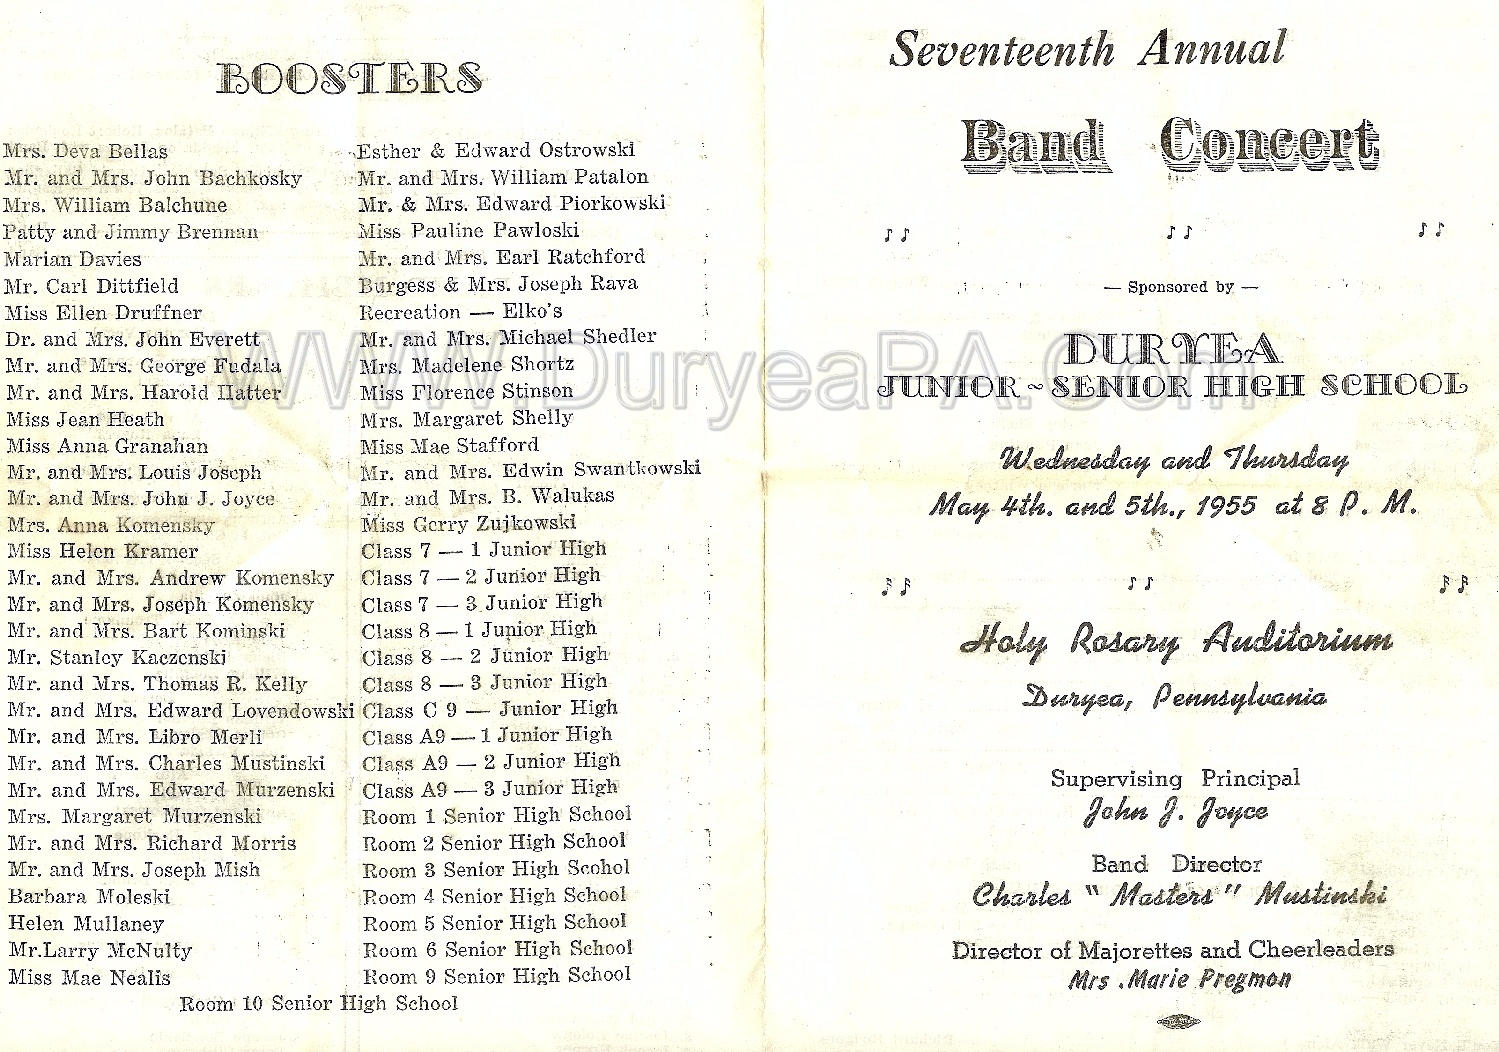 BOOSTERS
Mrs. Deva Bellas
Mr. and Mrs. John Bachkosky
Mrs. William Balchune
Patty and Jimmy Brennan
Marian Davies
Mr. Carl Dittfield
Miss Ellen Druffner
Dr. and Mrs. John Everett
Mr. and Mrs. George Fudala
Mr. and Mrs. Harold Hatter
Miss Jean Heath
Miss Anna Granahan
Mr. and Mrs. Louis Joseph
Mr. and Mrs. John J. Joyce
Mrs. Anna Komensky
Miss Helen Kramer
Mr. and Mrs. Andrew Komensky
Mr. and Mrs. Joseph Komensky
Mr. and Mrs. Bart Kominski
Mr. Stanley Kaczenski
Mr. and Mrs. Thomas R. Kelly
Mr. and Mrs. Edward Lovendowski
Mr. and Mrs. Libro Merli
Mr. and Mrs. Charles Mustinski
Mr. and Mrs. Edward Murzenski
Mrs. Margaret Murzenski
Mr. and Mrs. Richard Morris
Mr. and Mrs. Joseph Mish
Barbara Moleski
Helen Mullaney
Mr.Larry McNulty
Miss Mae Nealis
Esther & Edward Ostrowski
Mr. and Mrs. William Patalon
Mr. & Mrs. Edward Piorkowski
Miss Pauline Pawloski
Mr. and Mrs. Earl Ratchford
Burgess & Mrs. Joseph Rava
Recreation — Elko's
Mr. and Mrs. Michael Shedler
Mrs. Madelene Shortz
Miss Florence Stinson
Mrs. Margaret Shelly
Miss Mae Stafford
Mr. and Mrs. Edwin Swantkowski
Mr. and Mrs. B. Walukas
Miss Gerry Zujkowski
Class 7 — 1 Junior High
Class 7 — 2 Junior High
Class 7 — 3 Junior High
Class 8 — 1 Junior High
Class 8 — 2 Junior High
Class 8 — 3 Junior High
Class C 9 — Junior High
Class A9 — 1 Junior High
Class A9 — 2 Junior High
Class A9 — 3 Junior High
Room 1 Senior High School
Room 2 Senior High School
Room 3 Senior High Scohol
Room 4 Senior High School
Room 5 Senior High School
Room 6 Senior High School
Room 9 Senior High School
Room 10 Senior High School
Seventeenth Annual
Band Concert
— Sponsored by —
DURYEA
JUNIOR ~ SENIOR HIGH SCHOOL
Wednesday and Thursday
May 4th. and 5th., 1955 at 8 P. M.
Holy Rosary Auditorium
Duryea, Pennsylvania
Supervising Principal
John J. Joyce
Band Director
Charles "Masters" Mustinski
Director of Majorettes and Cheerleaders
Mrs .Marie Pregmon
WWW.DuryeaPA.Com